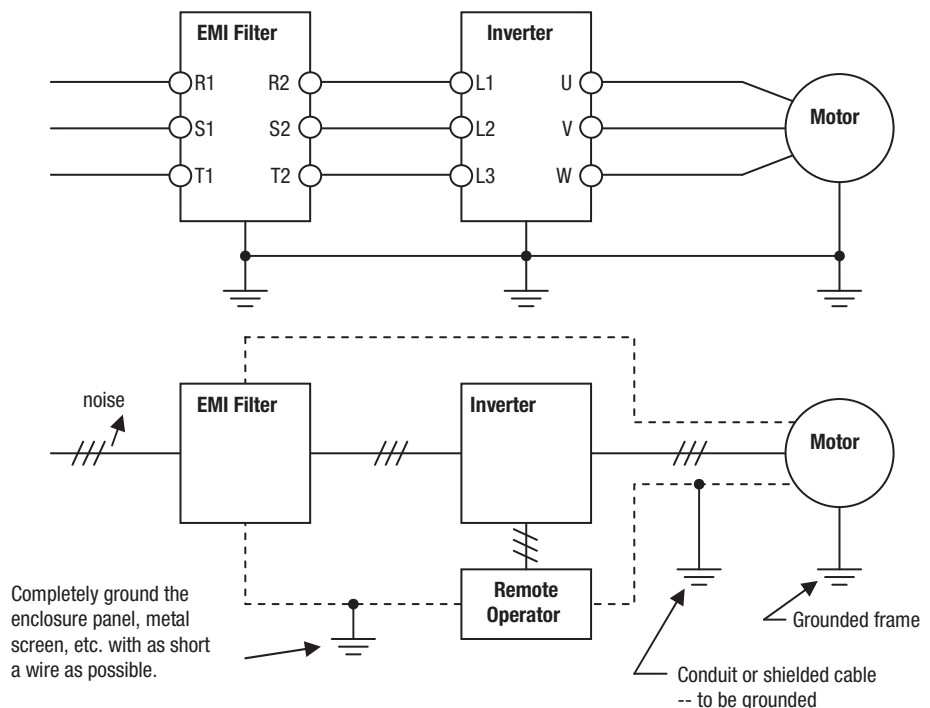 EMI Filter
Inverter
R1
R2
L1
U
Motor
S1
S2
L2
V
T1
T2
L3
W
noise
EMI Filter
Inverter
Motor
Completely ground the
enclosure panel, metal
screen, etc. with as short
a wire as possible.
Remote
Operator
Grounded frame
Conduit or shielded cable
-- to be grounded